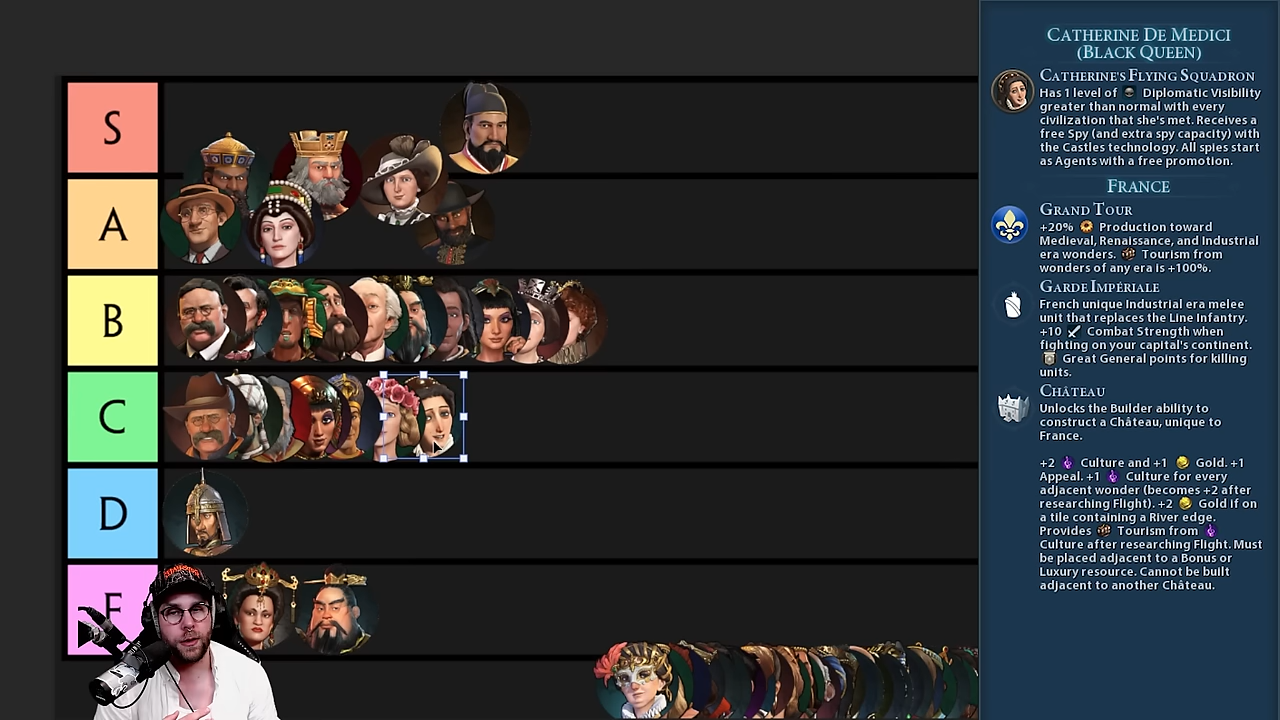 S
A
B
C
D
F
CATHERINE DE MEDICI
(BLACK QUEEN)
CATHERINE'S FLYING SQUADRON
Has 1 level of Diplomatic Visibility
greater than normal with every
civilization that she's met. Receives a
free Spy (and extra spy capacity) with
the Castles technology. All spies start
as Agents with a free promotion.
FRANCE
GRAND TOUR
+20% Production toward
Medieval, Renaissance, and Industrial
era wonders. Tourism from
wonders of any era is +100%.
GARDE IMPÉRIALE
French unique Industrial era melee
unit that replaces the Line Infantry.
+10 Combat Strength when
fighting on your capital's continent.
Great General points for killing
units.
CHÂTEAU
Unlocks the Builder ability to
construct a Château, unique to
France.
+2 Culture and +1 Gold. +1
Appeal. +1 Culture for every
adjacent wonder (becomes +2 after
researching Flight). +2 Gold if on
a tile containing a River edge.
Provides Tourism from
Culture after researching Flight. Must
be placed adjacent to a Bonus or
Luxury resource. Cannot be built
adjacent to another Château.